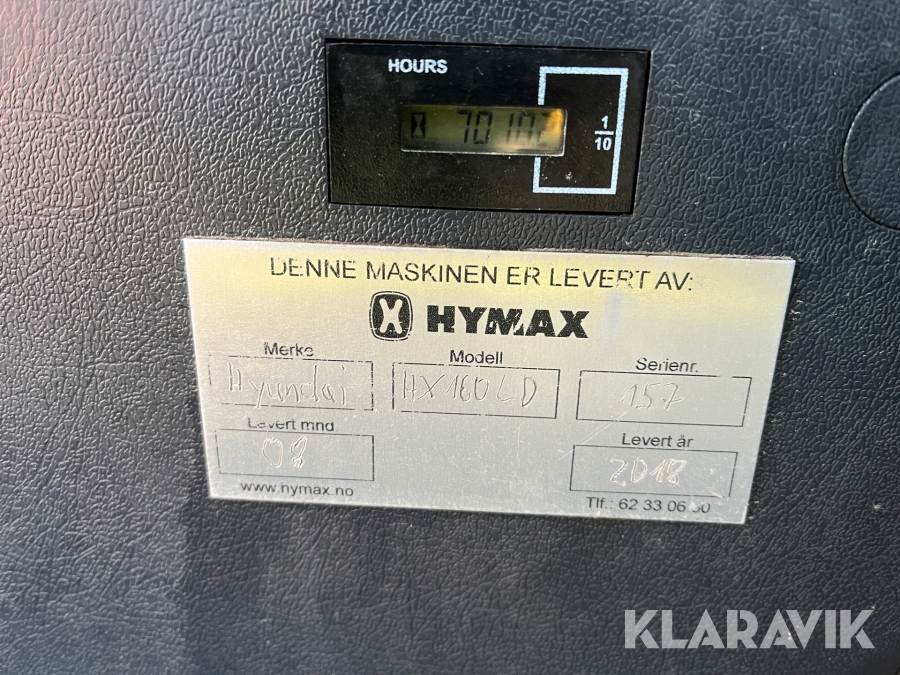 HOURS
1
10
DENNE MASKINEN ER LEVERT AV:
HYMAX
Merke Modell Serienr.
Hyundai HX160LD 157
Levert mnd Levert år
08 2018
www.hymax.no Tlf.: 62 33 06
KLARAVIK